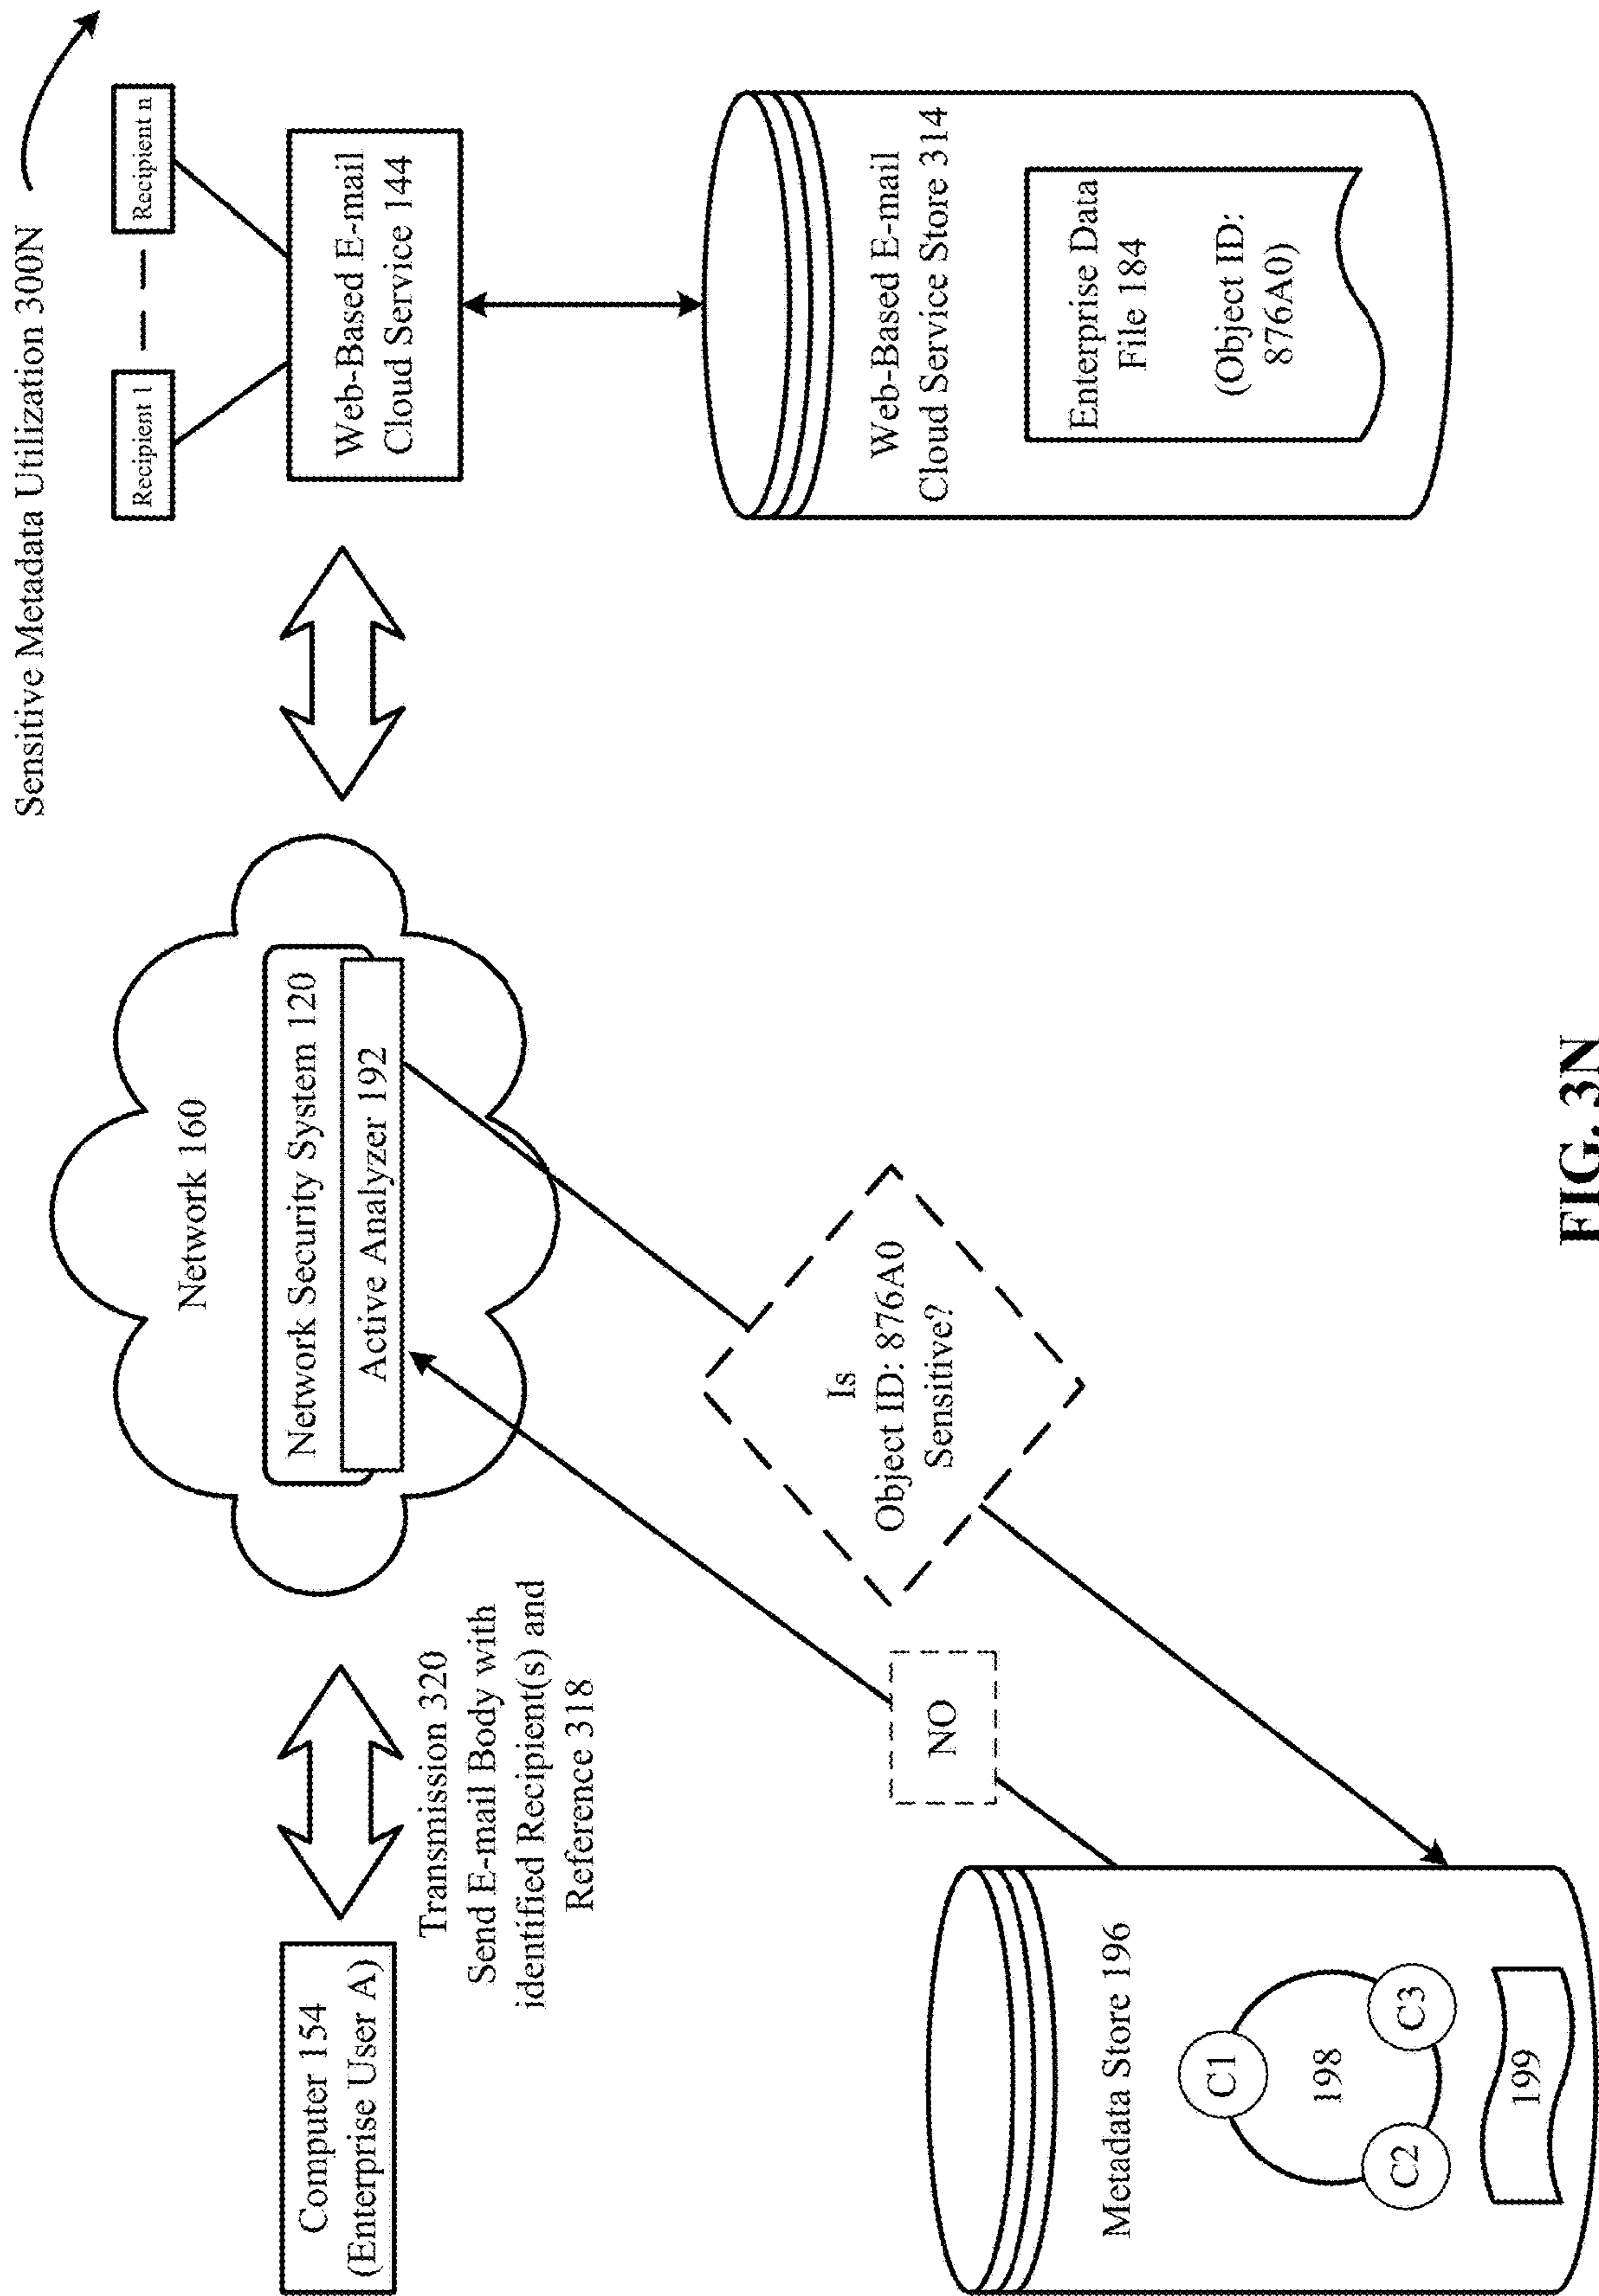 Sensitive Metadata Utilization 300N
Computer 154
(Enterprise User A)
Transmission 320
Send E-mail Body with
identified Recipient(s) and
Reference 318
Network 160
Network Security System 120
Active Analyzer 192
Recipient 1
Recipient n
Web-Based E-mail
Cloud Service 144
Is
Object ID: 876A0
Sensitive?
NO
Metadata Store 196
C1
198
C2
C3
199
Web-Based E-mail
Cloud Service Store 314
Enterprise Data
File 184
(Object ID:
876A0)
FIG. 3N